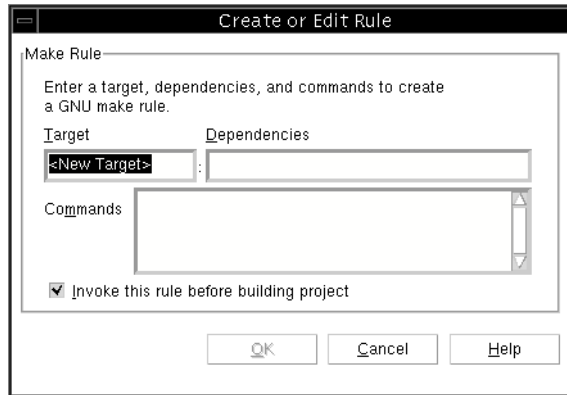 Create or Edit Rule
Make Rule
Enter a target, dependencies, and commands to create
a GNU make rule.
Target Dependencies
<New Target> :
Commands
Invoke this rule before building project
OK Cancel Help